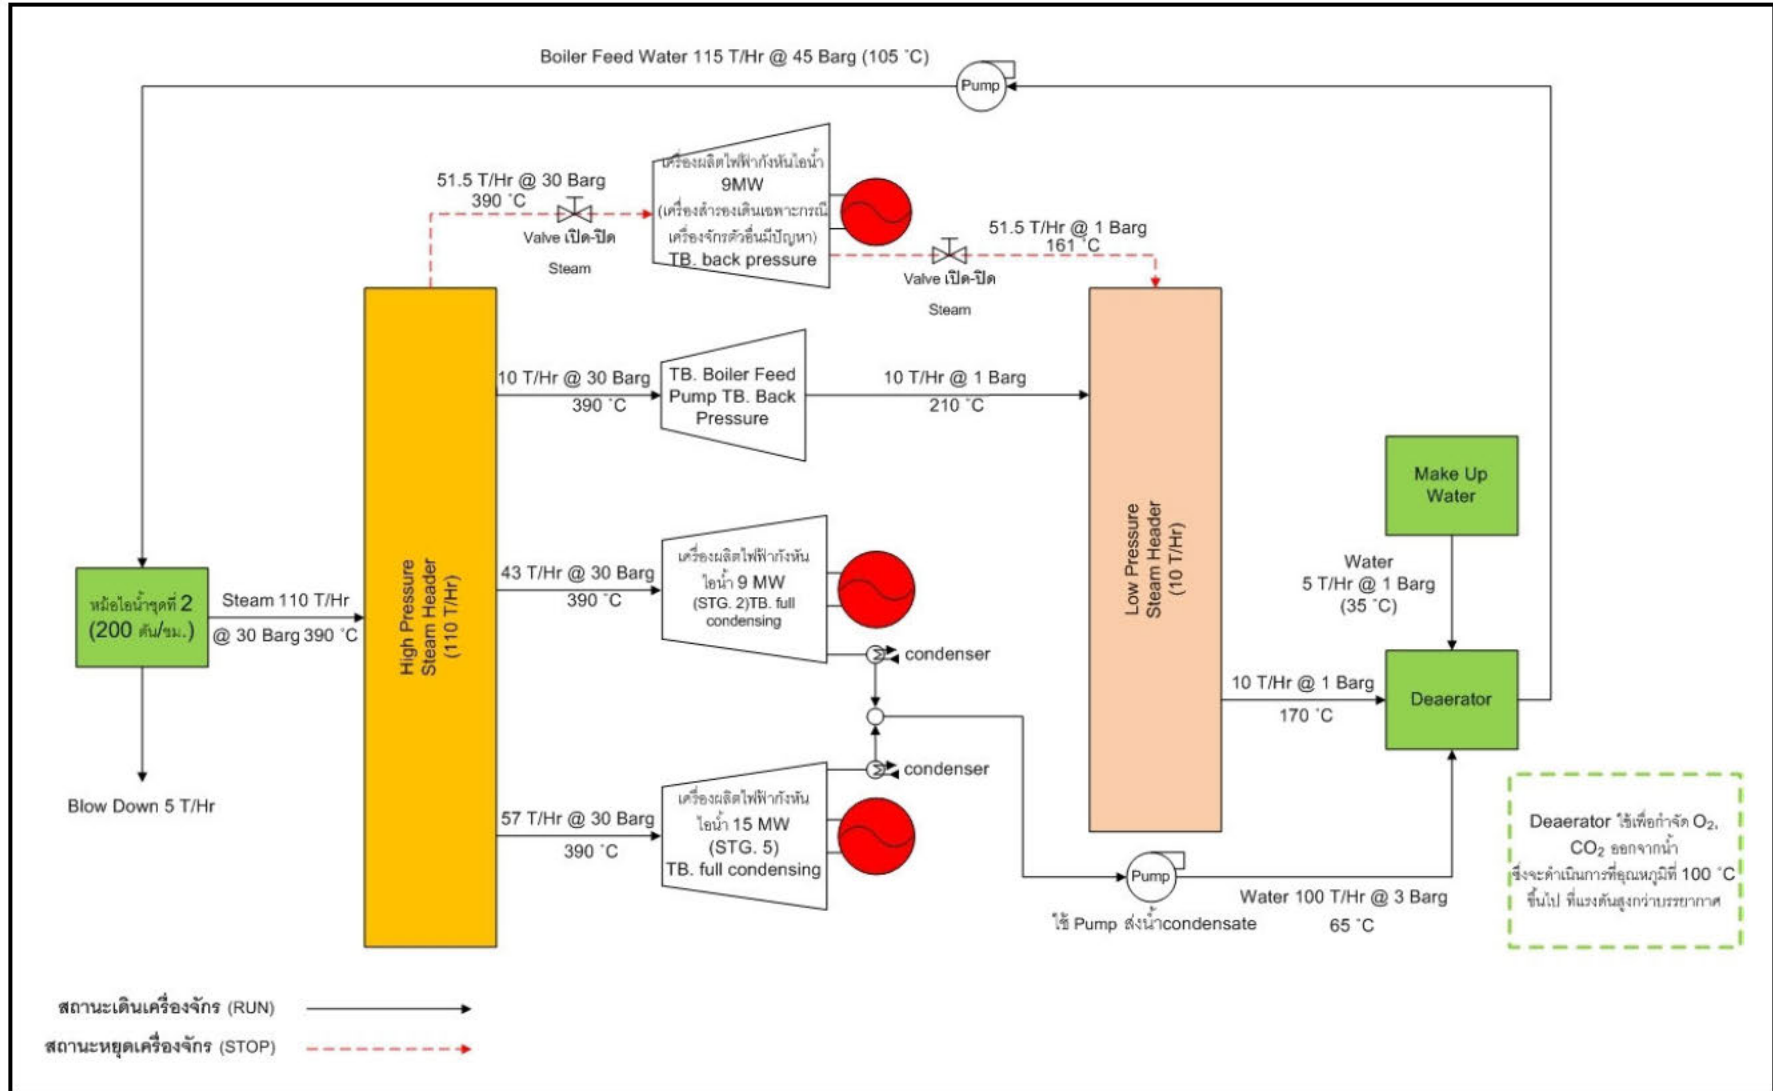 Boiler Feed Water 115 T/Hr @ 45 Barg (105 ˚C)
Pump
51.5 T/Hr @ 30 Barg
390 ˚C
Valve เปิด-ปิด
Steam
เครื่องผลิตไฟฟ้ากังหันไอน้ำ
9MW
(เครื่องสำรองเดินเฉพาะกรณี
เครื่องจักรตัวอื่นมีปัญหา)
TB. back pressure
51.5 T/Hr @ 1 Barg
161 ˚C
Valve เปิด-ปิด
Steam
10 T/Hr @ 30 Barg
390 ˚C
TB. Boiler Feed
Pump TB. Back
Pressure
10 T/Hr @ 1 Barg
210 ˚C
Make Up
Water
Water
5 T/Hr @ 1 Barg
(35 ˚C)
หม้อไอน้ำชุดที่ 2
(200 ตัน/ชม.)
Steam 110 T/Hr
@ 30 Barg 390 ˚C
Blow Down 5 T/Hr
High Pressure
Steam Header
(110 T/Hr)
43 T/Hr @ 30 Barg
390 ˚C
เครื่องผลิตไฟฟ้ากังหัน
ไอน้ำ 9 MW
(STG. 2)TB. full
condensing
condenser
Low Pressure
Steam Header
(10 T/Hr)
10 T/Hr @ 1 Barg
170 ˚C
Deaerator
57 T/Hr @ 30 Barg
390 ˚C
เครื่องผลิตไฟฟ้ากังหัน
ไอน้ำ 15 MW
(STG. 5)
TB. full condensing
condenser
Pump
ใช้ Pump ส่งน้ำcondensate
Water 100 T/Hr @ 3 Barg
65 ˚C
Deaerator ใช้เพื่อกำจัด O₂,
CO₂ ออกจากน้ำ
ซึ่งจะดำเนินการที่อุณหภูมิที่ 100 ˚C
ขึ้นไป ที่แรงดันสูงกว่าบรรยากาศ
สถานะเดินเครื่องจักร (RUN)
สถานะหยุดเครื่องจักร (STOP)